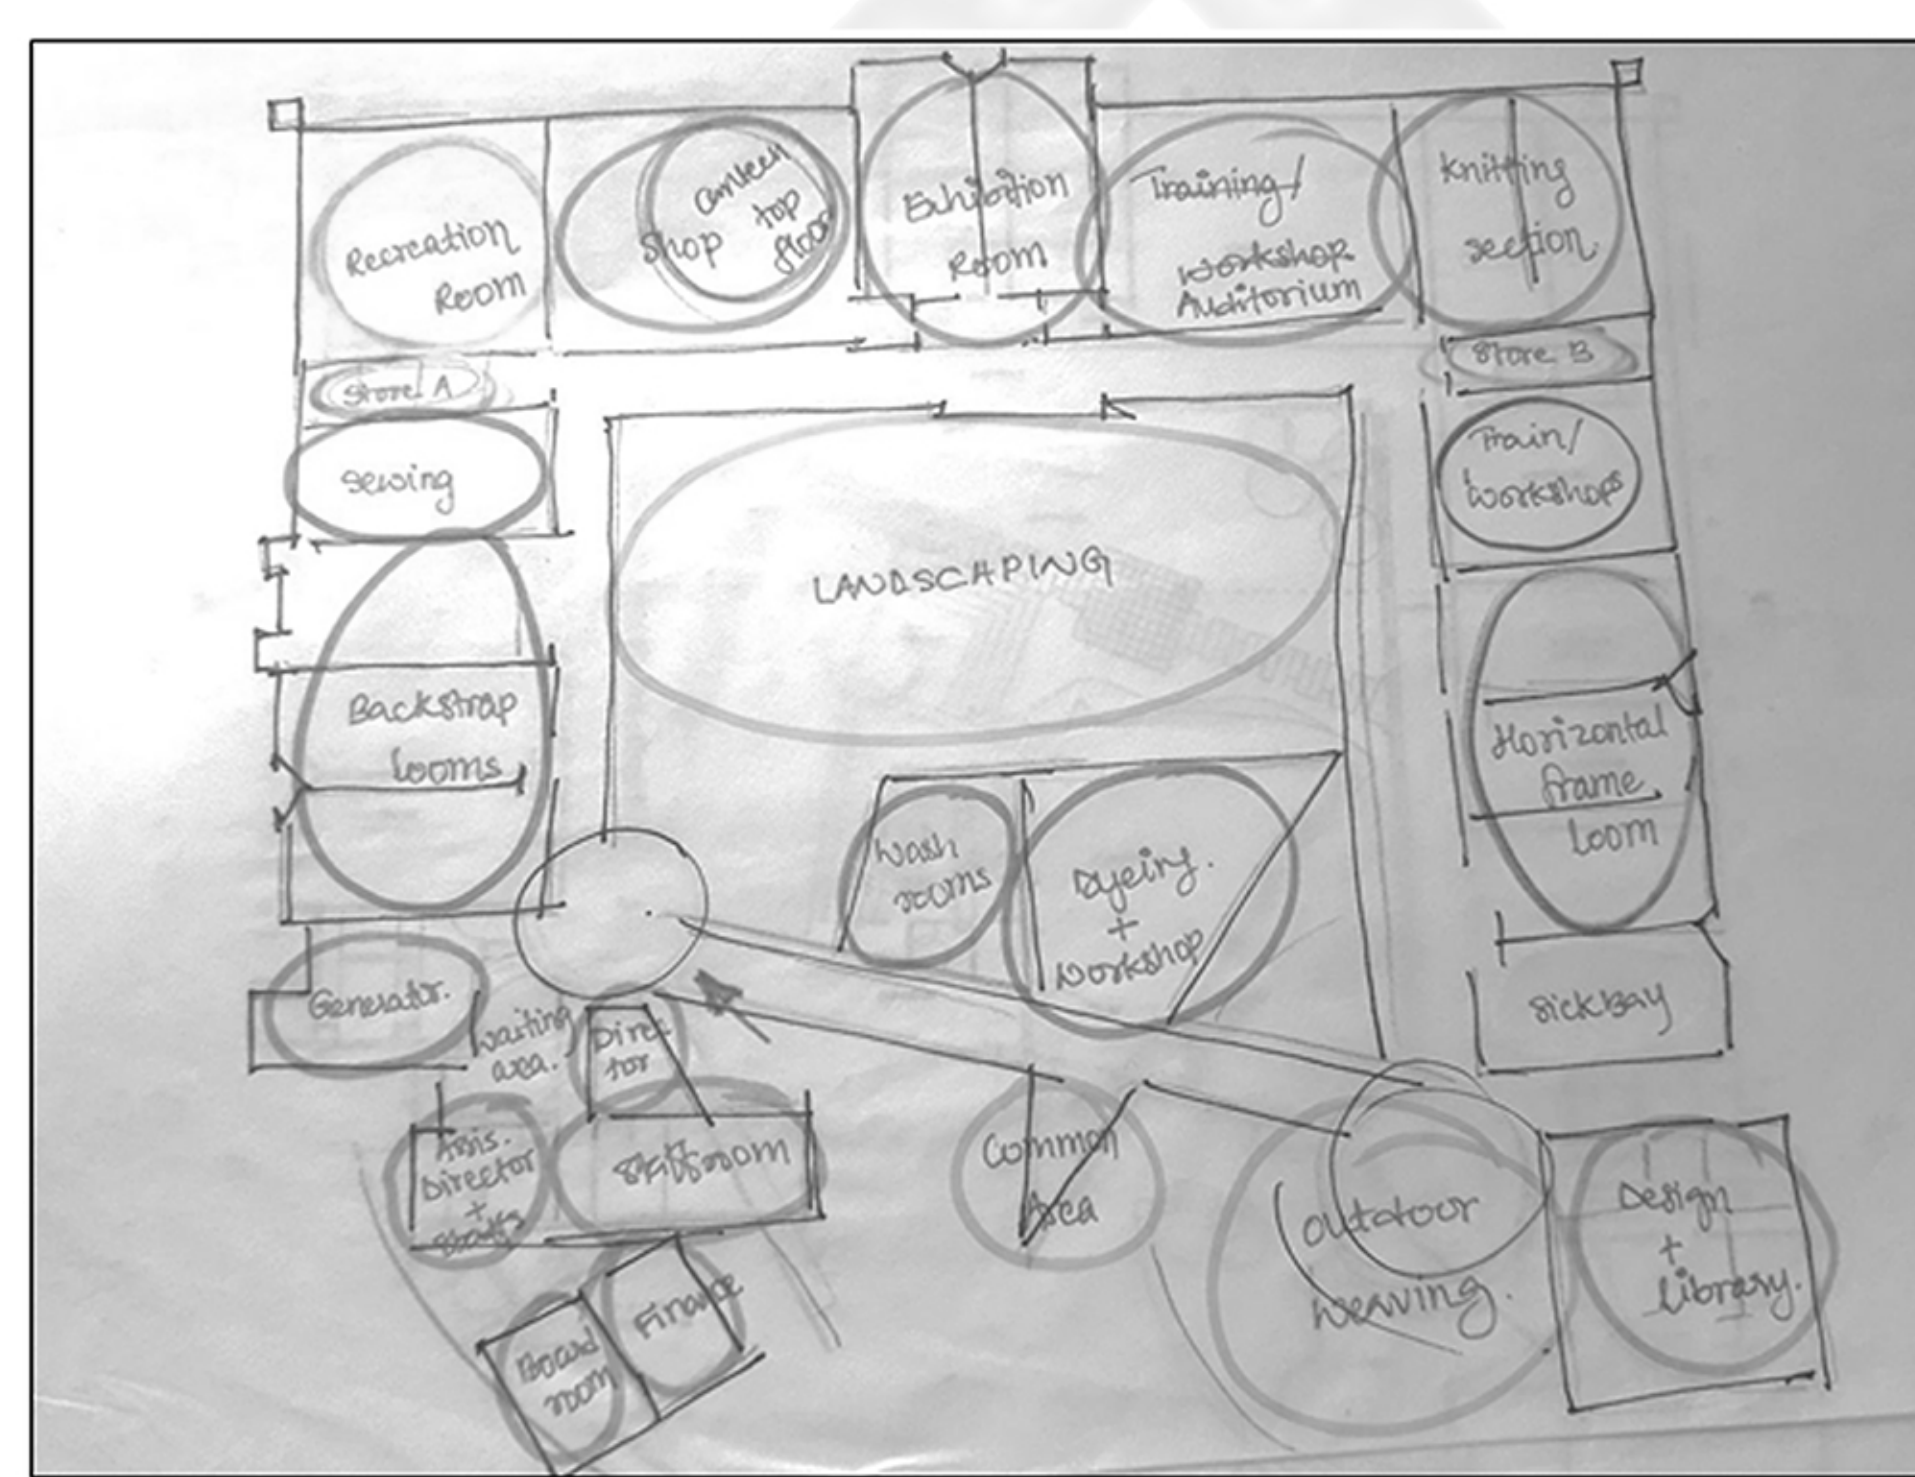 Recreation
Room
Shop
Canteen
top
floor
Exhibition
Room
Training/
workshop
Auditorium
Knitting
section
Store A
Store B
Sewing
Train/
workshops
LANDSCAPING
Backstrap
looms
Horizontal
frame
loom
Wash
rooms
Dyeing.
+
Workshop
Generator.
waiting
area.
Direc
tor
Sickbay
Assis.
Director
+
Staffroom
Common
Area
outdoor
weaving.
Design
+
library.
Board
room
Finance